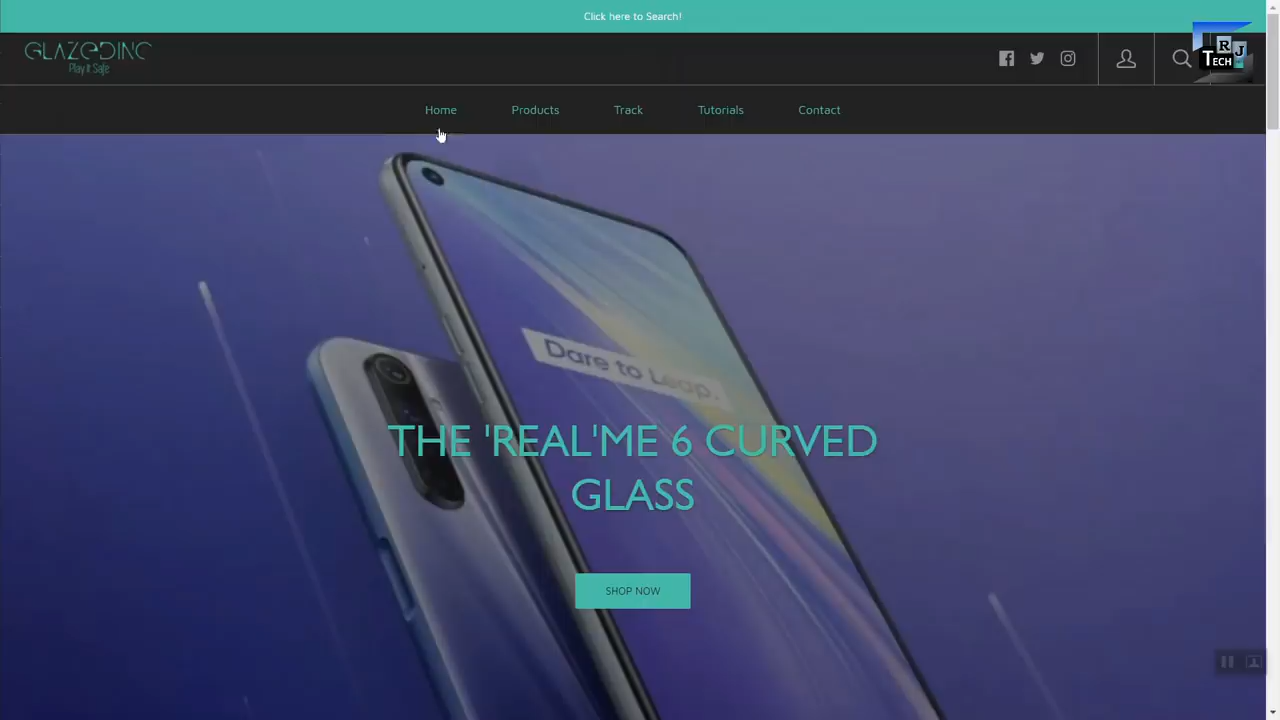 Click here to Search!
GLAZEDINC
Play it Safe
RJ
TECH
Home Products Track Tutorials Contact
Dare to Leap.
THE 'REAL'ME 6 CURVED
GLASS
SHOP NOW